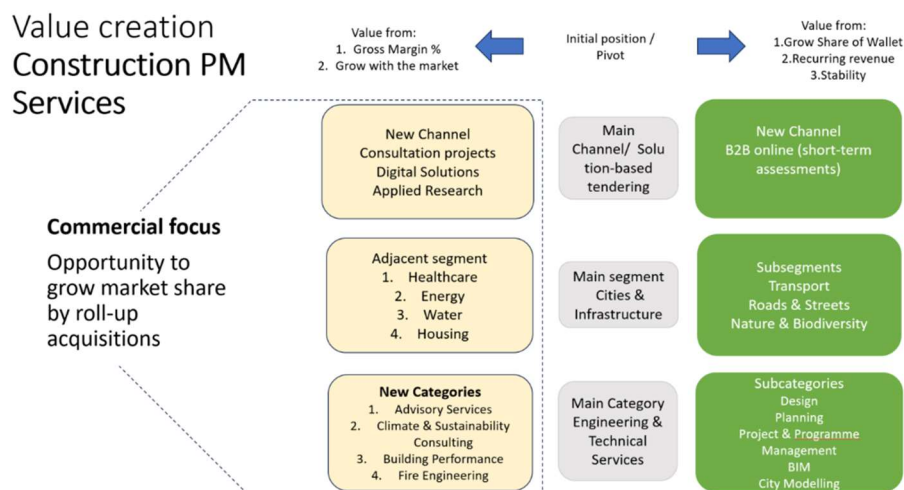 Value creation
Construction PM
Services
Value from:
1. Gross Margin %
2. Grow with the market
Initial position /
Pivot
Value from:
1.Grow Share of Wallet
2.Recurring revenue
3.Stability
Commercial focus
Opportunity to
grow market share
by roll-up
acquisitions
New Channel
Consultation projects
Digital Solutions
Applied Research
Main
Channel/ Solu
tion-based
tendering
New Channel
B2B online (short-term
assessments)
Adjacent segment
1. Healthcare
2. Energy
3. Water
4. Housing
Main segment
Cities &
Infrastructure
Subsegments
Transport
Roads & Streets
Nature & Biodiversity
New Categories
1. Advisory Services
2. Climate & Sustainability
Consulting
3. Building Performance
4. Fire Engineering
Main Category
Engineering &
Technical
Services
Subcategories
Design
Planning
Project & Programme
Management
BIM
City Modelling